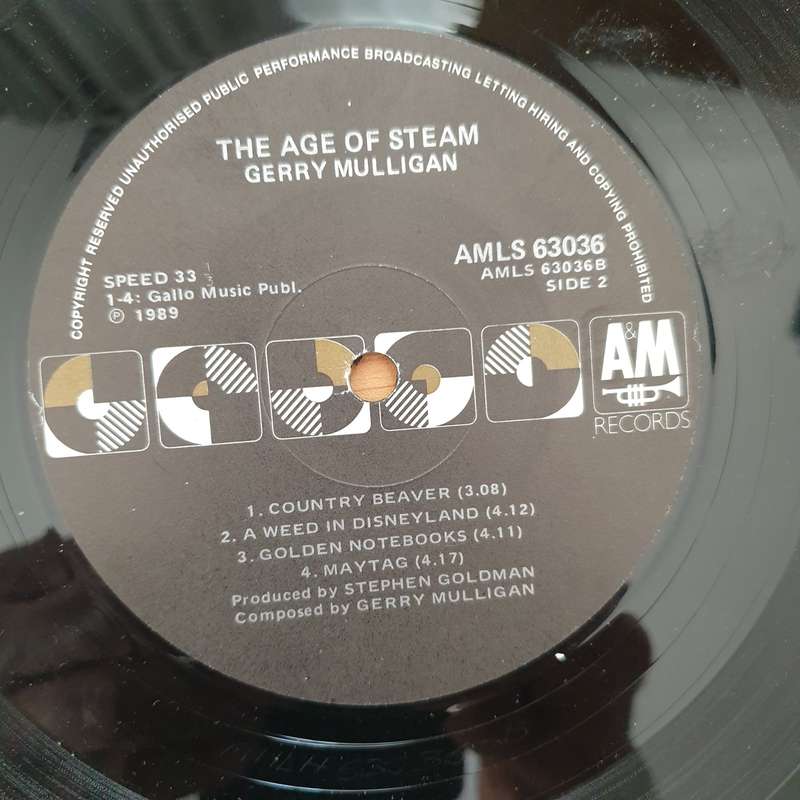 COPYRIGHT RESERVED UNAUTHORISED PUBLIC PERFORMANCE BROADCASTING LETTING HIRING AND COPYING PROHIBITED
THE AGE OF STEAM
GERRY MULLIGAN
AMLS 63036
AMLS 63036B
SIDE 2
SPEED 33 1/3
1-4: Gallo Music Publ.
℗ 1989
A&M
RECORDS
1. COUNTRY BEAVER (3.08)
2. A WEED IN DISNEYLAND (4.12)
3. GOLDEN NOTEBOOKS (4.11)
4. MAYTAG (4.17)
Produced by STEPHEN GOLDMAN
Composed by GERRY MULLIGAN